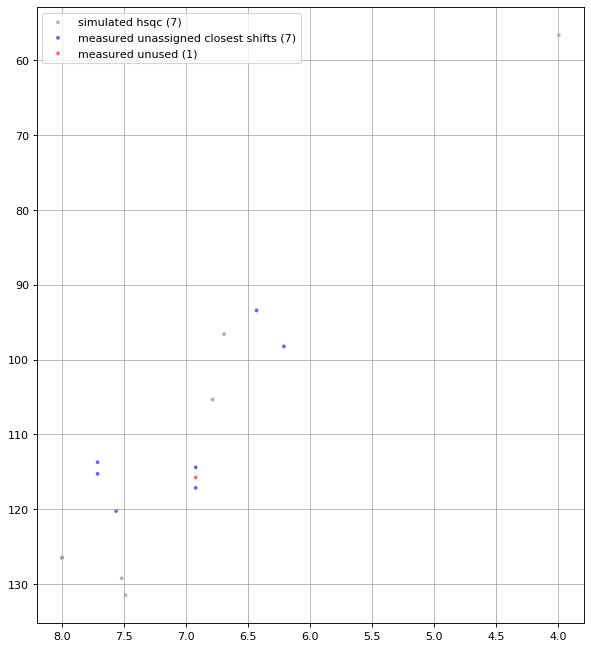 simulated hsqc (7)
measured unassigned closest shifts (7)
measured unused (1)
60
70
80
90
100
110
120
130
8.0 7.5 7.0 6.5 6.0 5.5 5.0 4.5 4.0